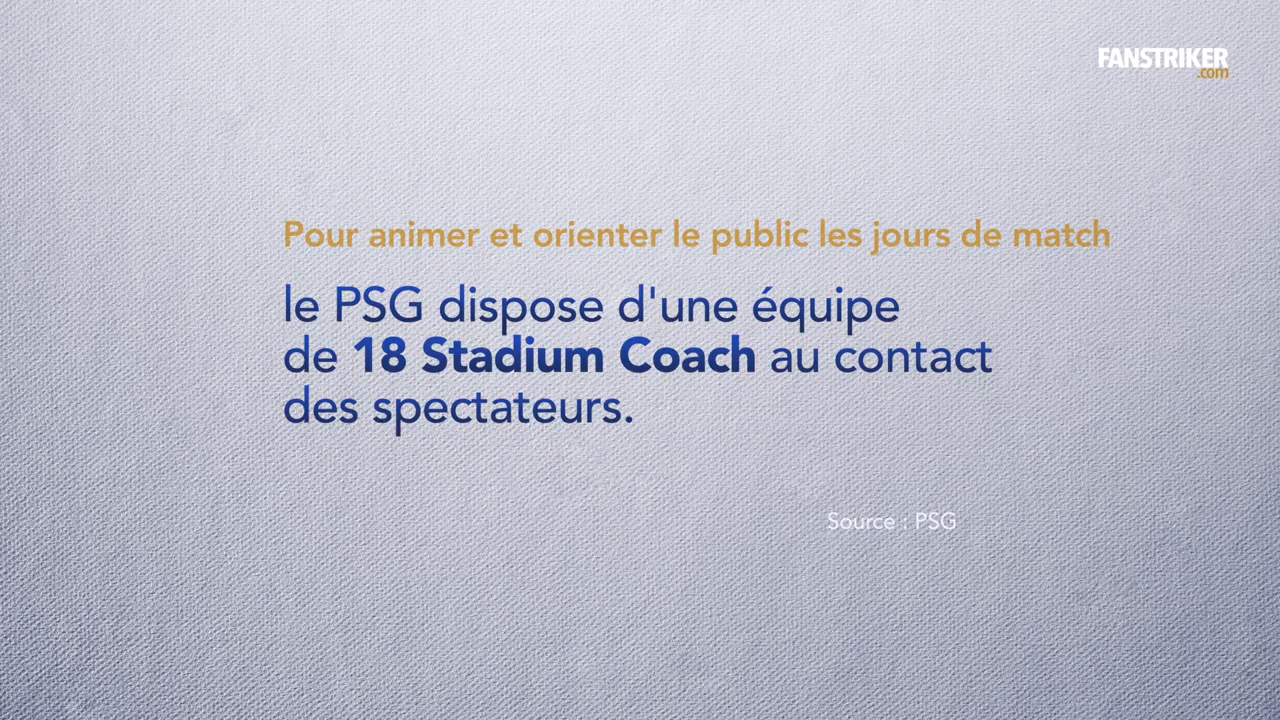 FANSTRIKER
.com
Pour animer et orienter le public les jours de match
le PSG dispose d'une équipe
de 18 Stadium Coach au contact
des spectateurs.
Source : PSG